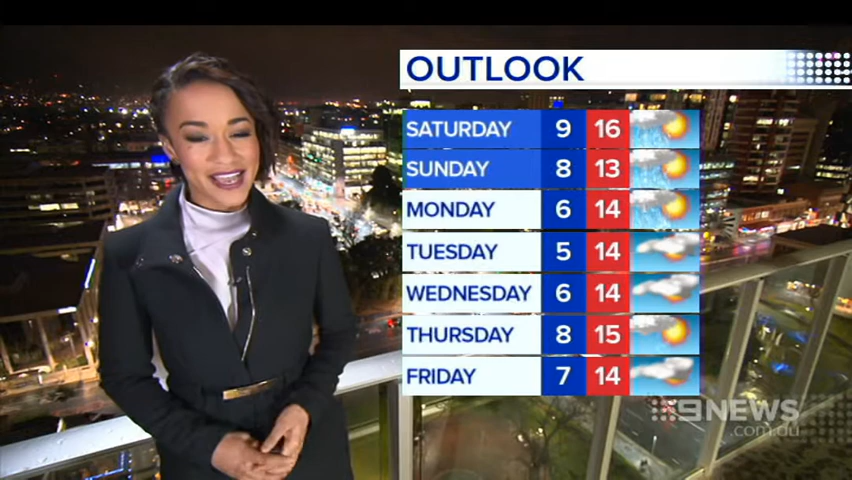 OUTLOOK
SATURDAY 9 16
SUNDAY 8 13
MONDAY 6 14
TUESDAY 5 14
WEDNESDAY 6 14
THURSDAY 8 15
FRIDAY 7 14
9NEWS
.com.au